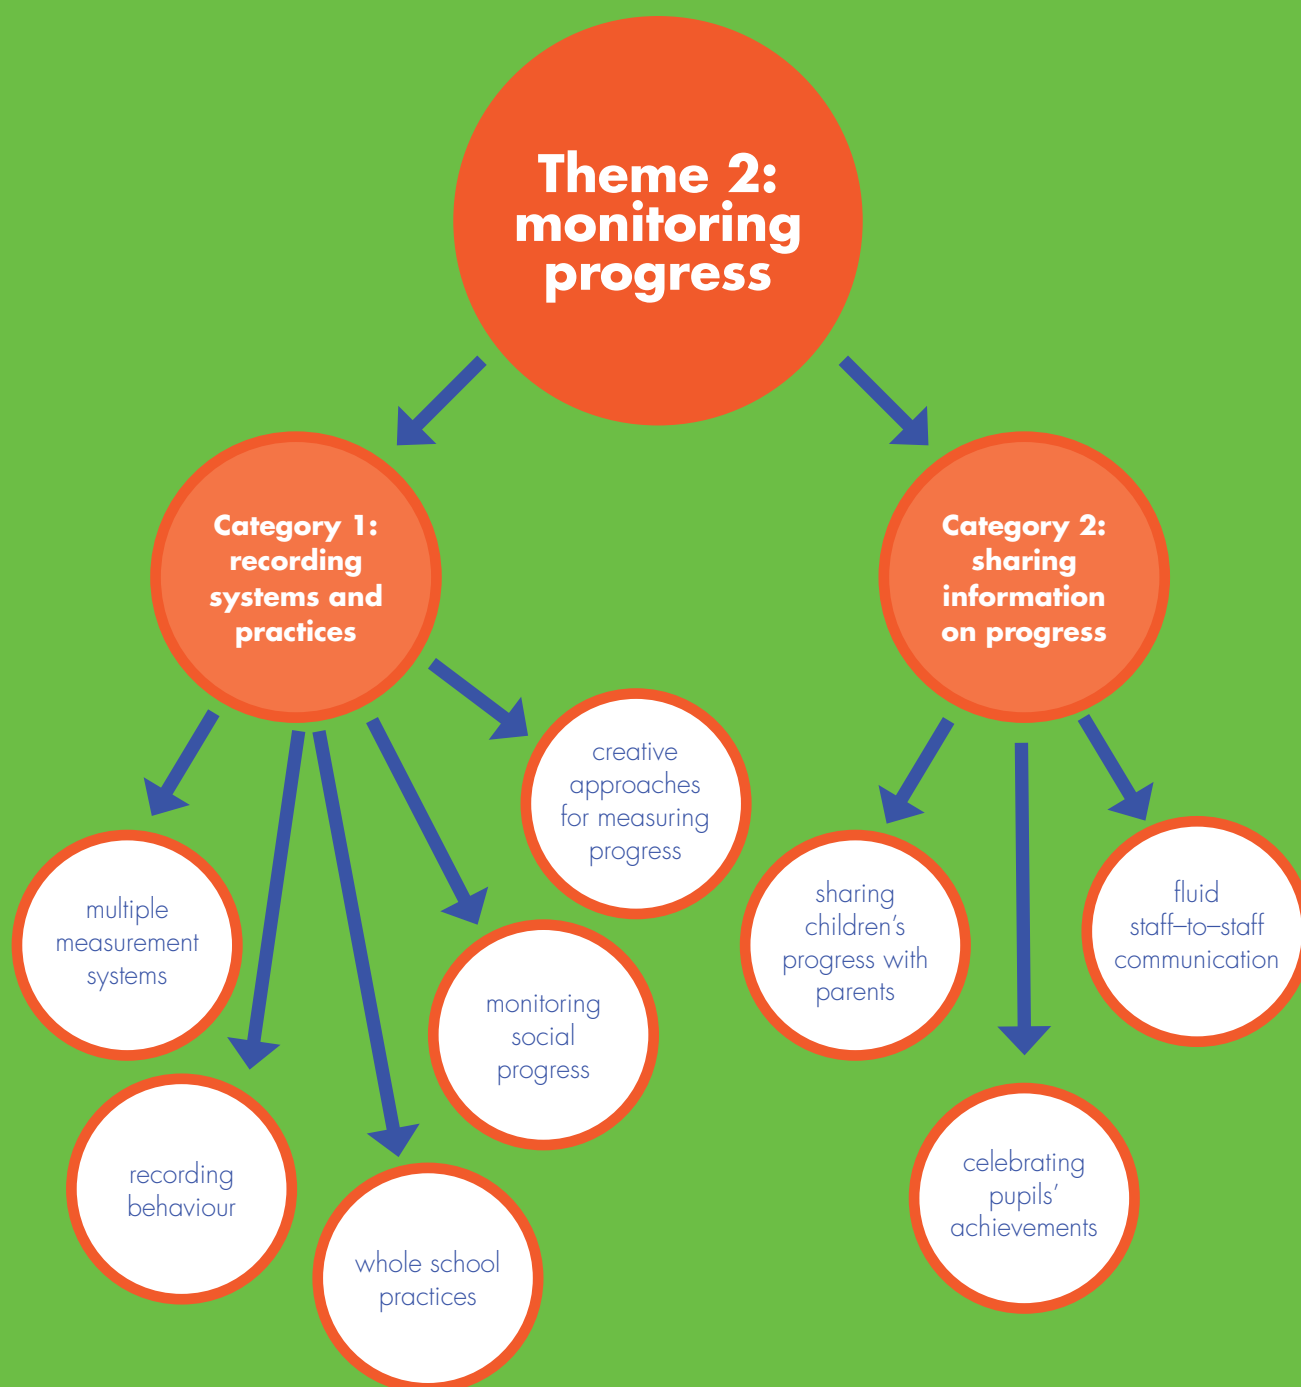 Theme 2:
monitoring
progress
Category 1:
recording
systems and
practices
Category 2:
sharing
information
on progress
creative
approaches
for measuring
progress
multiple
measurement
systems
monitoring
social
progress
recording
behaviour
whole school
practices
sharing
children’s
progress with
parents
fluid
staff–to–staff
communication
celebrating
pupils’
achievements